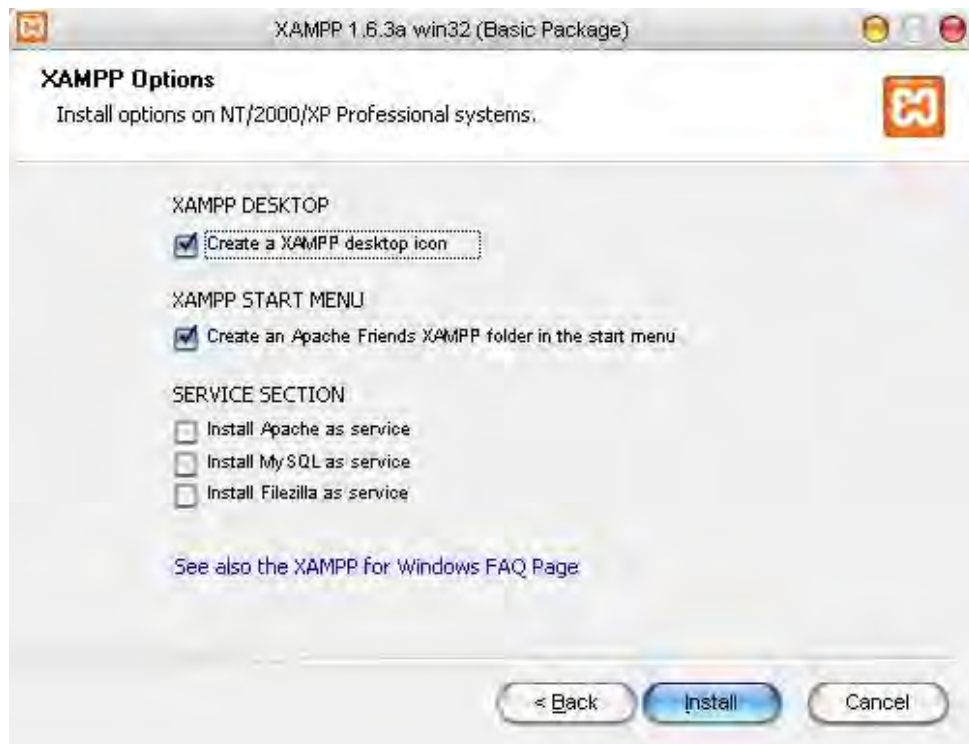 XAMPP 1.6.3a win32 (Basic Package)
XAMPP Options
Install options on NT/2000/XP Professional systems.
XAMPP DESKTOP
Create a XAMPP desktop icon
XAMPP START MENU
Create an Apache Friends XAMPP folder in the start menu
SERVICE SECTION
Install Apache as service
Install MySQL as service
Install Filezilla as service
See also the XAMPP for Windows FAQ Page
< Back
Install
Cancel